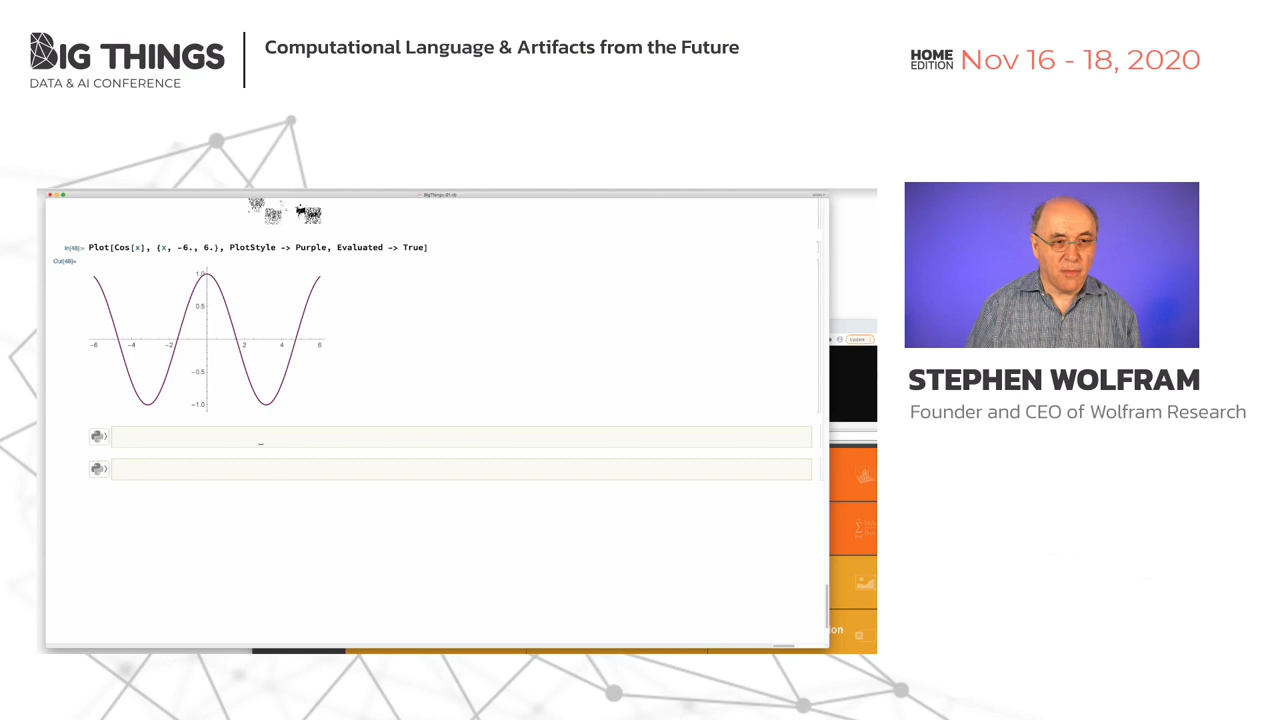 BIG THINGS
DATA & AI CONFERENCE
Computational Language & Artifacts from the Future
HOME
EDITION
Nov 16 - 18, 2020
In[48]:= Plot[Cos[x], {x, -6., 6.}, PlotStyle -> Purple, Evaluated -> True]
Out[48]=
1.0
0.5
-6 -4 -2 2 4 6
-0.5
-1.0
Update
STEPHEN WOLFRAM
Founder and CEO of Wolfram Research
ion